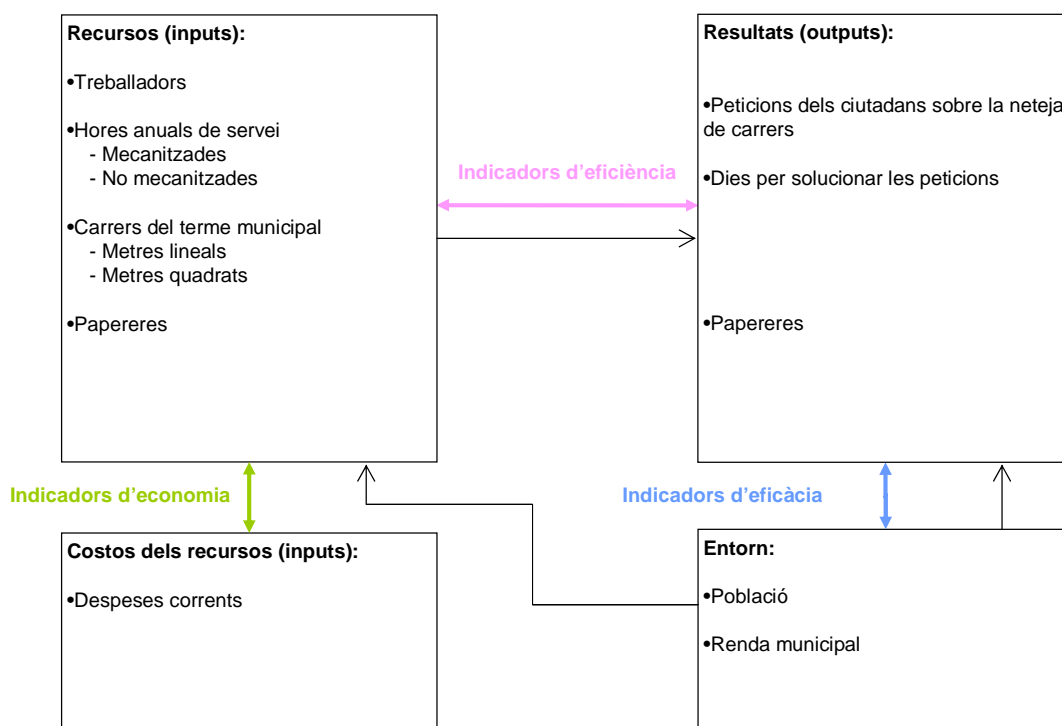 Recursos (inputs):
•Treballadors
•Hores anuals de servei
- Mecanitzades
- No mecanitzades
•Carrers del terme municipal
- Metres lineals
- Metres quadrats
•Papereres
Indicadors d’eficiència
Resultats (outputs):
•Peticions dels ciutadans sobre la neteja
de carrers
•Dies per solucionar les peticions
•Papereres
Indicadors d’economia
Indicadors d’eficàcia
Costos dels recursos (inputs):
•Despeses corrents
Entorn:
•Població
•Renda municipal